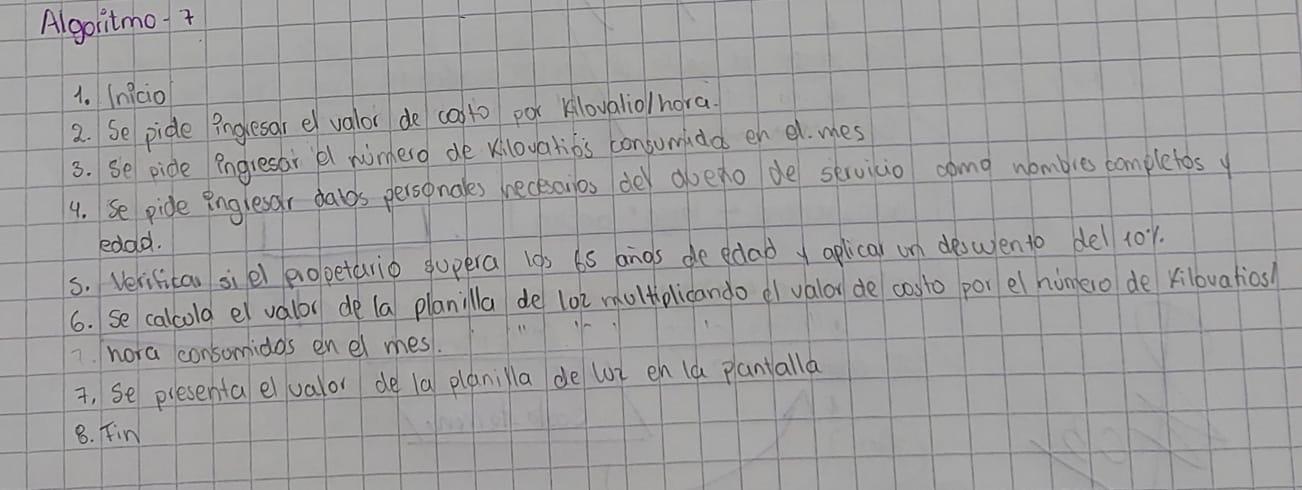 Algoritmo - 7
1. Inicio
2. Se pide ingresar el valor de costo por kilovatio/hora.
3. Se pide ingresar el número de kilovatios consumidos en el mes
4. Se pide ingresar datos personales necesarios del dueño de servicio como nombres completos y
edad.
5. Verificar si el propetario supera los 65 años de edad y aplicar un descuento del 10%.
6. Se calcula el valor de la planilla de luz multiplicando el valor de costo por el número de kilovatios/
hora consumidos en el mes.
7. Se presenta el valor de la planilla de luz en la pantalla
8. Fin